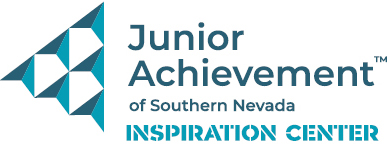 Junior
Achievement™
of Southern Nevada
INSPIRATION CENTER